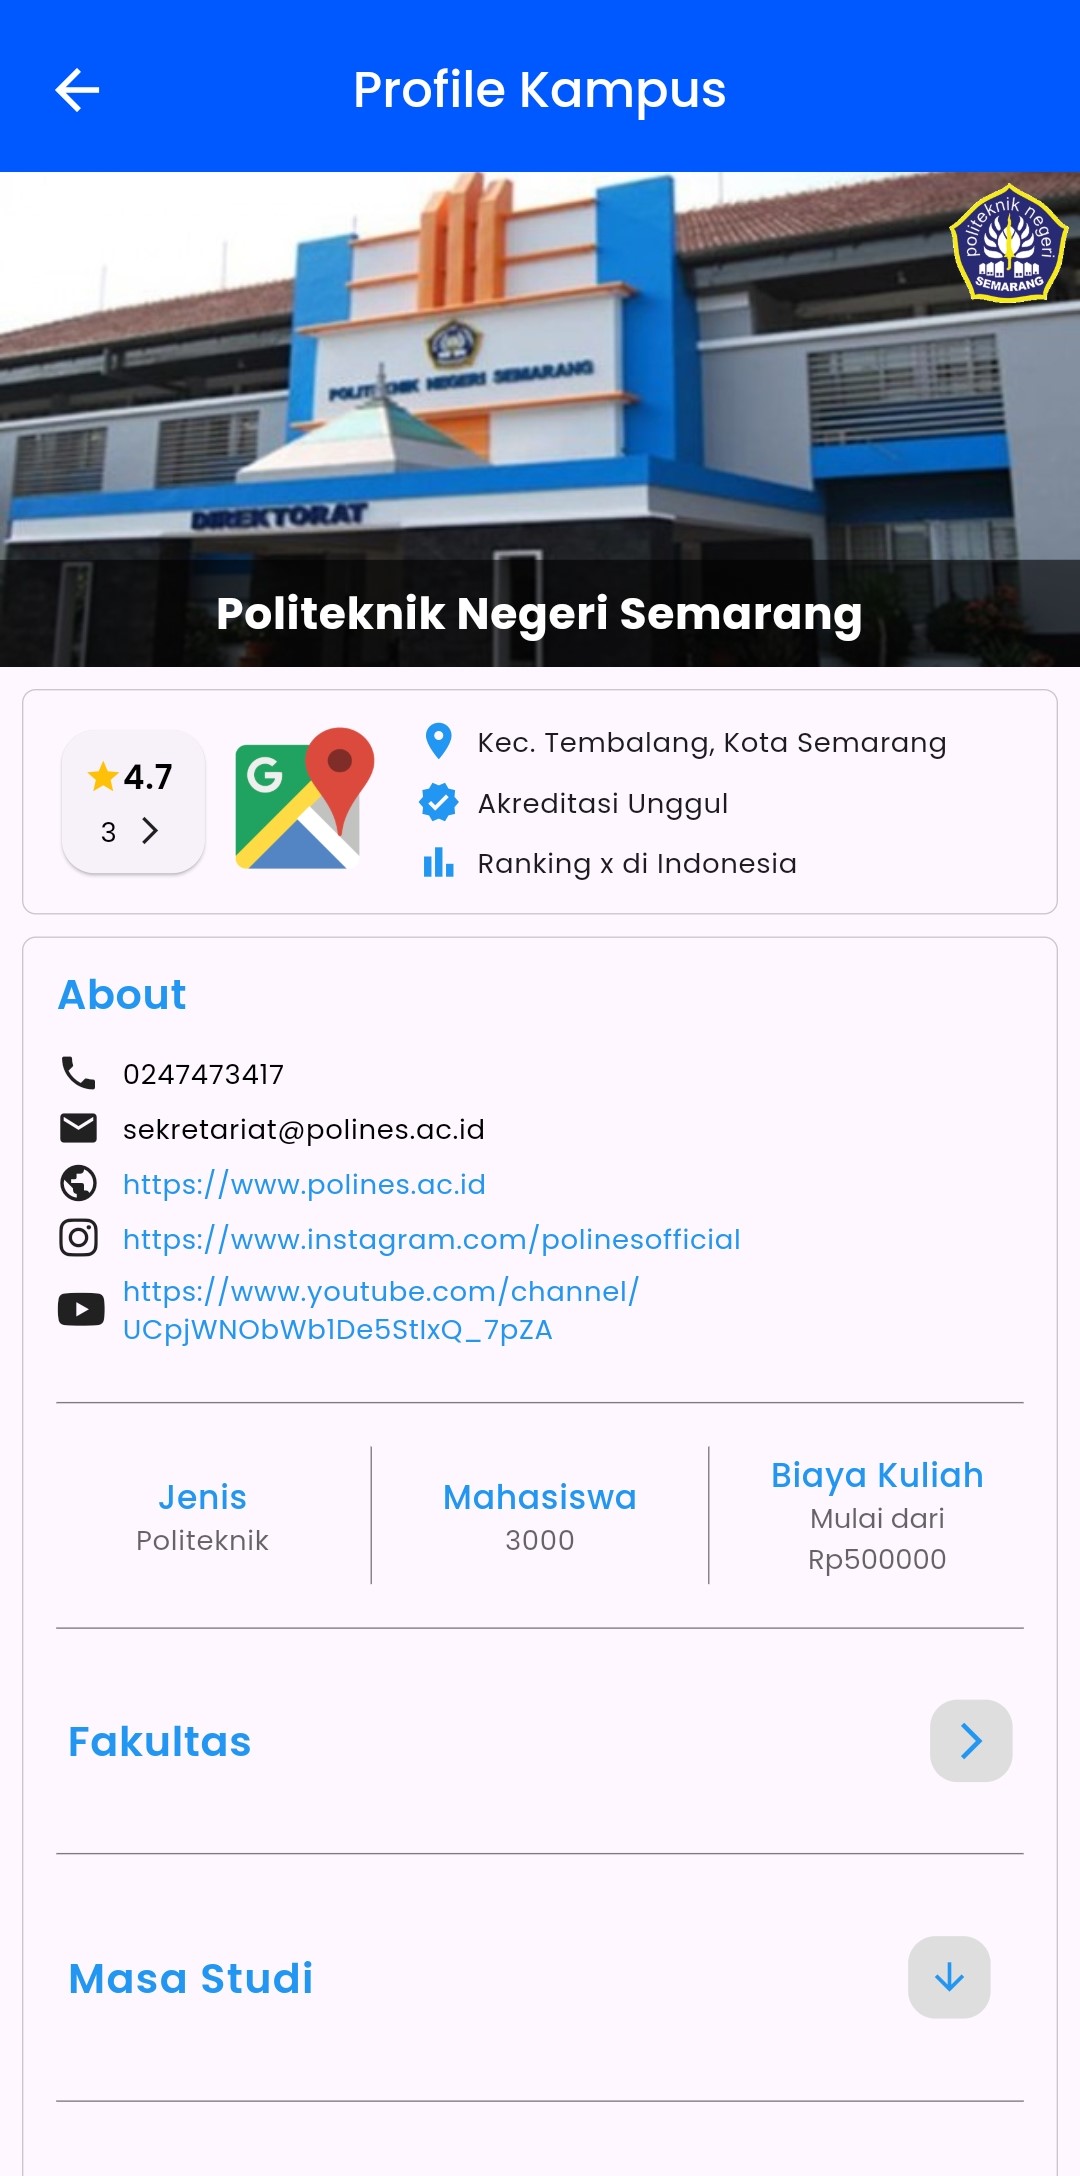 Profile Kampus
politeknik negeri
SEMARANG
POLITEKNIK NEGERI SEMARANG
DIREKTORAT
Politeknik Negeri Semarang
4.7
3
Kec. Tembalang, Kota Semarang
Akreditasi Unggul
Ranking x di Indonesia
About
0247473417
sekretariat@polines.ac.id
https://www.polines.ac.id
https://www.instagram.com/polinesofficial
https://www.youtube.com/channel/
UCpjWNObWb1De5StIxQ_7pZA
Jenis
Politeknik
Mahasiswa
3000
Biaya Kuliah
Mulai dari
Rp500000
Fakultas
Masa Studi